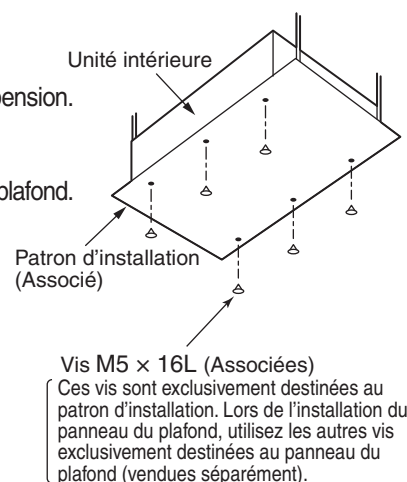 Unité intérieure
pension.
plafond.
Patron d'installation
(Associé)
Vis M5 × 16L (Associées)
Ces vis sont exclusivement destinées au
patron d'installation. Lors de l'installation du
panneau du plafond, utilisez les autres vis
exclusivement destinées au panneau du
plafond (vendues séparément).